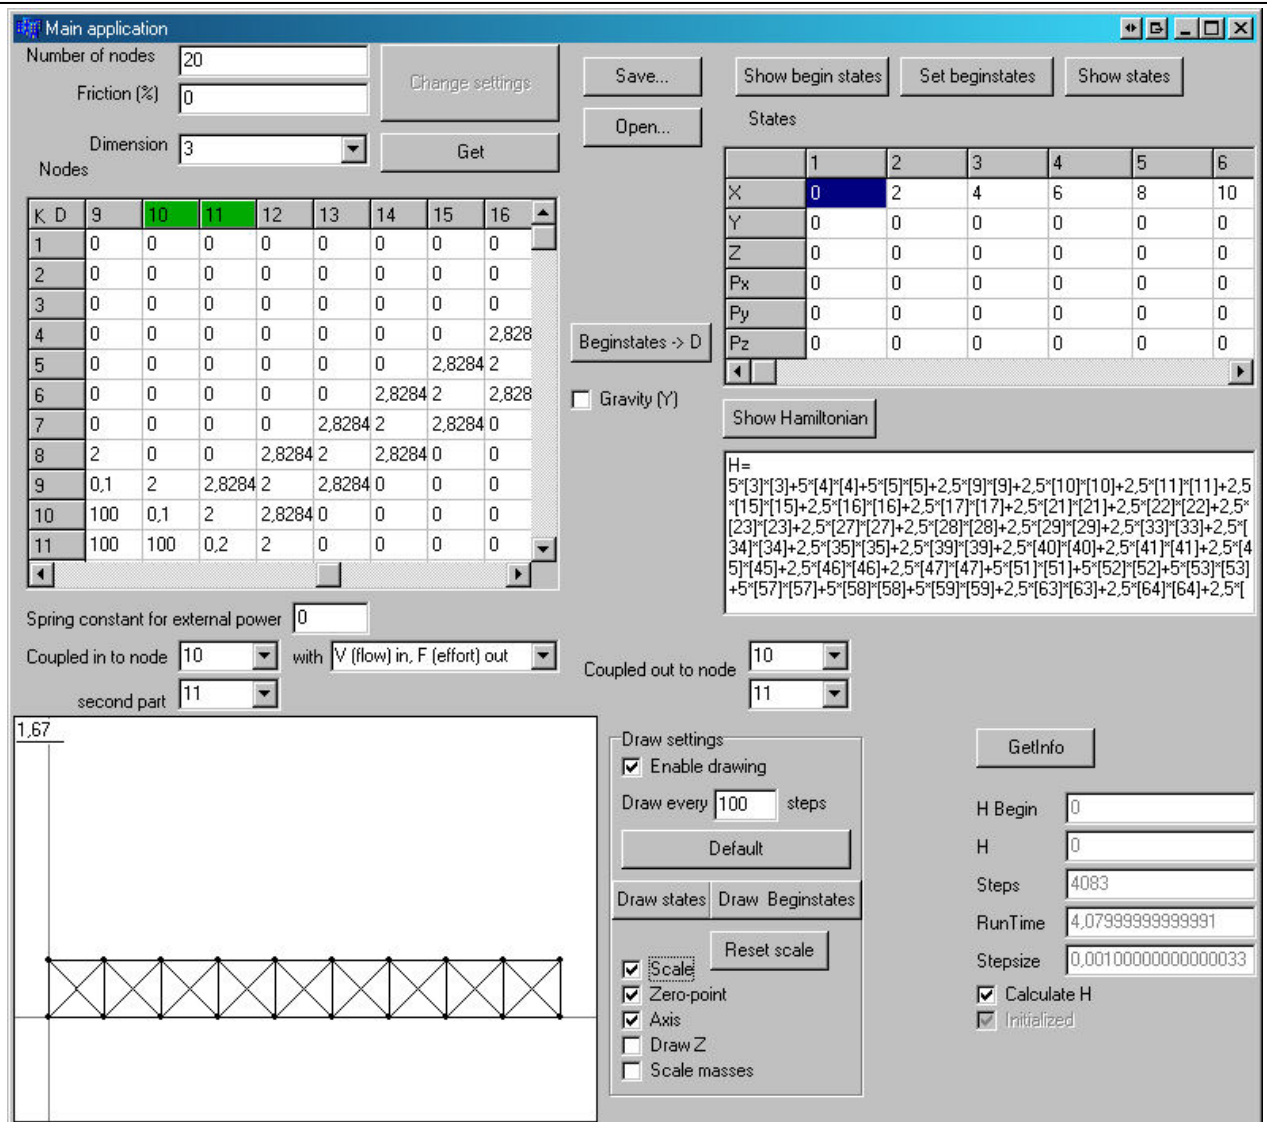 Main application
Number of nodes 20
Friction (%) 0
Change settings
Dimension 3
Get
Nodes
K D 9 10 11 12 13 14 15 16
1 0 0 0 0 0 0 0 0
2 0 0 0 0 0 0 0 0
3 0 0 0 0 0 0 0 0
4 0 0 0 0 0 0 0 2,828
5 0 0 0 0 0 0 2,8284 2
6 0 0 0 0 0 2,8284 2 2,828
7 0 0 0 0 2,8284 2 2,8284 0
8 2 0 0 2,8284 2 2,8284 0 0
9 0,1 2 2,8284 2 2,8284 0 0 0
10 100 0,1 2 2,8284 0 0 0 0
11 100 100 0,2 2 0 0 0 0
Save...
Open...
Beginstates -> D
Gravity (Y)
Show begin states Set beginstates Show states
States
1 2 3 4 5 6
X 0 2 4 6 8 10
Y 0 0 0 0 0 0
Z 0 0 0 0 0 0
Px 0 0 0 0 0 0
Py 0 0 0 0 0 0
Pz 0 0 0 0 0 0
Show Hamiltonian
H=
5*[3]*[3]+5*[4]*[4]+5*[5]*[5]+2,5*[9]*[9]+2,5*[10]*[10]+2,5*[11]*[11]+2,5
*[15]*[15]+2,5*[16]*[16]+2,5*[17]*[17]+2,5*[21]*[21]+2,5*[22]*[22]+2,5*
[23]*[23]+2,5*[27]*[27]+2,5*[28]*[28]+2,5*[29]*[29]+2,5*[33]*[33]+2,5*[
34]*[34]+2,5*[35]*[35]+2,5*[39]*[39]+2,5*[40]*[40]+2,5*[41]*[41]+2,5*[4
5]*[45]+2,5*[46]*[46]+2,5*[47]*[47]+5*[51]*[51]+5*[52]*[52]+5*[53]*[53]
+5*[57]*[57]+5*[58]*[58]+5*[59]*[59]+2,5*[63]*[63]+2,5*[64]*[64]+2,5*[
Spring constant for external power 0
Coupled in to node 10 with V (flow) in, F (effort) out
second part 11
Coupled out to node 10
11
1,67
Draw settings
Enable drawing
Draw every 100 steps
Default
Draw states Draw Beginstates
Reset scale
Scale
Zero-point
Axis
Draw Z
Scale masses
GetInfo
H Begin 0
H 0
Steps 4083
RunTime 4,07999999999991
Stepsize 0,00100000000000033
Calculate H
Initialized